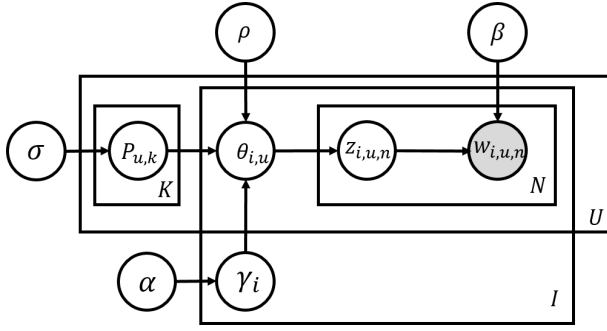 ρ β
σ P_{u,k} θ_{i,u} z_{i,u,n} w_{i,u,n}
K N
U
α γ_i I